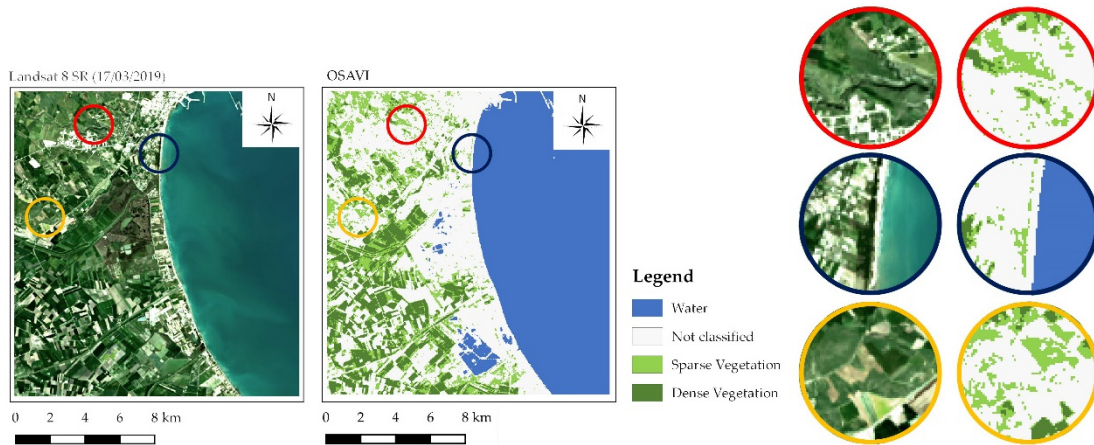 Landsat 8 SR (17/03/2019)
OSAVI
N
N
Legend
Water
Not classified
Sparse Vegetation
Dense Vegetation
0 2 4 6 8 km
0 2 4 6 8 km